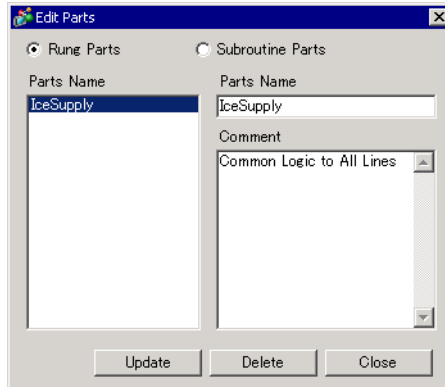 Edit Parts
Rung Parts
Subroutine Parts
Parts Name
IceSupply
Parts Name
IceSupply
Comment
Common Logic to All Lines
Update
Delete
Close